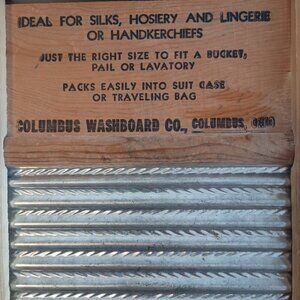 IDEAL FOR SILKS, HOSIERY AND LINGERIE
OR HANDKERCHIEFS
JUST THE RIGHT SIZE TO FIT A BUCKET,
PAIL OR LAVATORY
PACKS EASILY INTO SUIT CASE
OR TRAVELING BAG
COLUMBUS WASHBOARD CO., COLUMBUS, OHIO